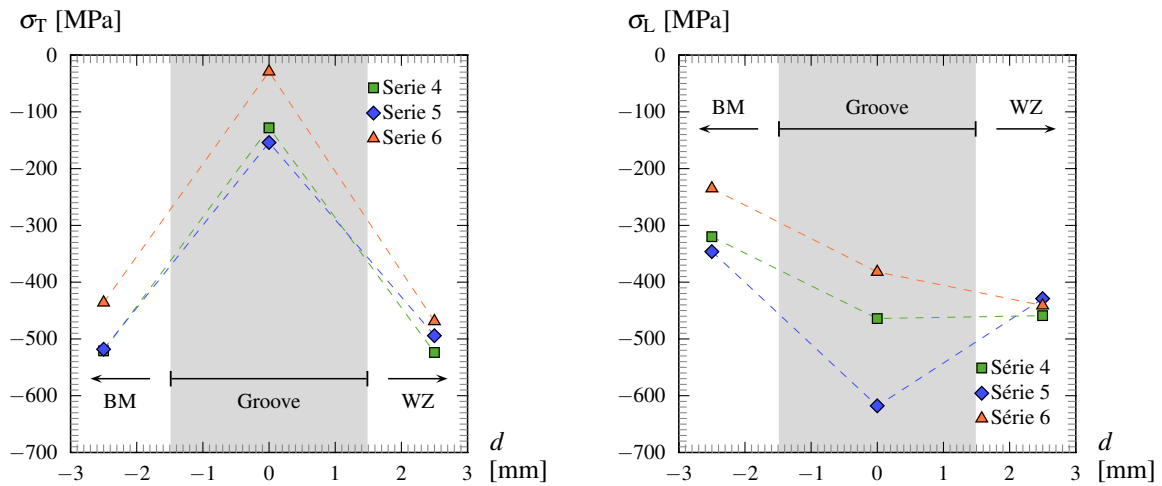 σT [MPa]
0
−100
−200
−300
−400
−500
−600
−700
−3
−2
−1
0
1
2
3
d
[mm]
Serie 4
Serie 5
Serie 6
BM
Groove
WZ
σL [MPa]
0
−100
−200
−300
−400
−500
−600
−700
−3
−2
−1
0
1
2
3
d
[mm]
BM
Groove
WZ
Série 4
Série 5
Série 6